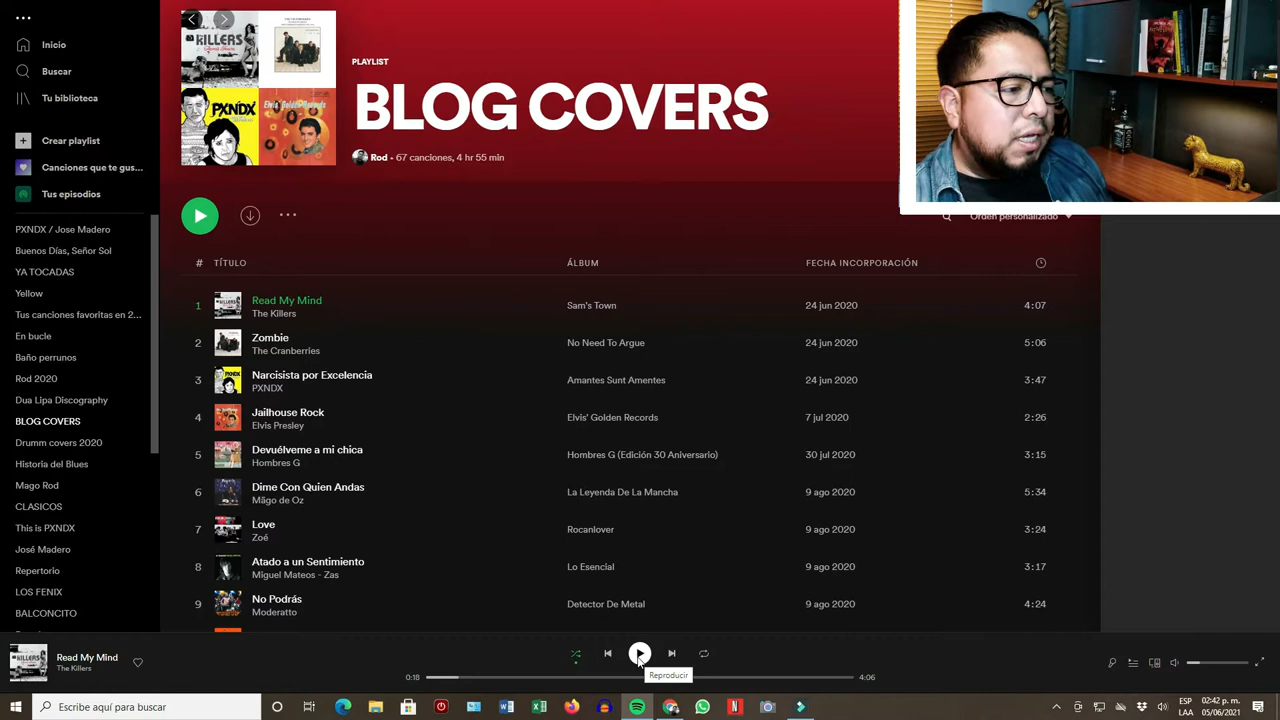 Inicio
Buscar
Tu biblioteca
Crear playlist
Canciones que te gus...
Tus episodios
PXNDX / Jose Madero
Buenos Días, Señor Sol
YA TOCADAS
Yellow
Tus canciones favoritas en 2...
En bucle
Baño perrunos
Rod 2020
Dua Lipa Discography
BLOG COVERS
Drumm covers 2020
Historia del Blues
Mago Rod
CLASICOS
This is PXNDX
José Madero
Repertorio
LOS FENIX
BALCONCITO
KILLERS
PXNDX
Elvis' Golden Records
PLAYLIST
BLOG COVERS
Rod • 67 canciones, 4 hr 55 min
Orden personalizado
# TÍTULO ÁLBUM FECHA INCORPORACIÓN
1 Read My Mind Sam's Town 24 jun 2020 4:07
The Killers
2 Zombie No Need To Argue 24 jun 2020 5:06
The Cranberries
3 Narcisista por Excelencia Amantes Sunt Amentes 24 jun 2020 3:47
PXNDX
4 Jailhouse Rock Elvis' Golden Records 7 jul 2020 2:26
Elvis Presley
5 Devuélveme a mi chica Hombres G (Edición 30 Aniversario) 30 jul 2020 3:15
Hombres G
6 Dime Con Quien Andas La Leyenda De La Mancha 9 ago 2020 5:34
Mägo de Oz
7 Love Rocanlover 9 ago 2020 3:24
Zoé
8 Atado a un Sentimiento Lo Esencial 9 ago 2020 3:17
Miguel Mateos - Zas
9 No Podrás Detector De Metal 9 ago 2020 4:24
Moderatto
Read My Mind
The Killers
Reproducir
0:18 4:06
Escribe aquí para buscar
ESP
LAA
02:42 p. m.
05/06/2021